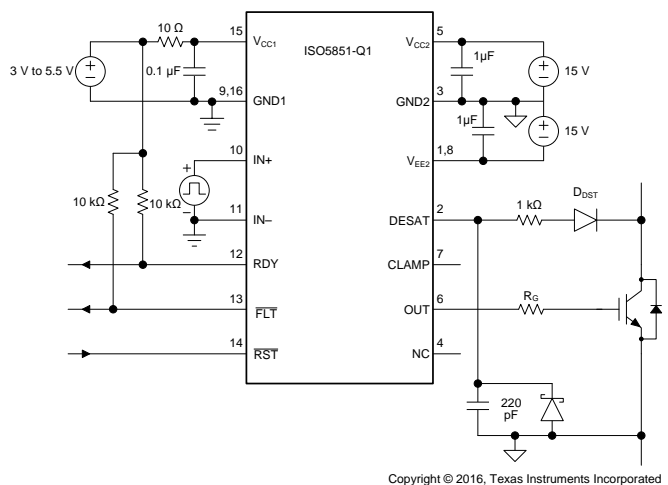 ISO5851-Q1
10 Ω
15
V_CC1
3 V to 5.5 V
0.1 µF
9,16
GND1
10
IN+
+
−
10 kΩ
10 kΩ
11
IN−
12
RDY
13
FLT
14
RST
V_CC2
5
1µF
15 V
GND2
3
1µF
15 V
V_EE2
1,8
DESAT
2
1 kΩ
D_DST
CLAMP
7
OUT
6
R_G
NC
4
220
pF
Copyright © 2016, Texas Instruments Incorporated